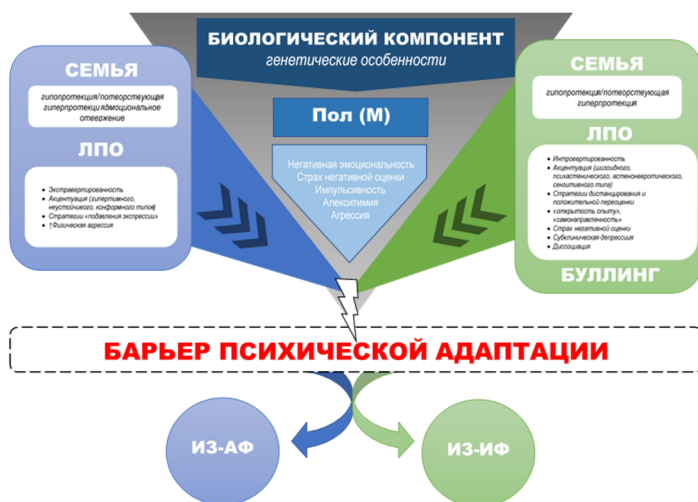 БИОЛОГИЧЕСКИЙ КОМПОНЕНТ
генетические особенности
СЕМЬЯ
гипопротекция/потворствующая
гиперпротекция/эмоциональное
отвержение
ЛПО
• Экстравертированность
• Акцентуация (гипертимного,
неустойчивого, конформного типов)
• Стратегии «подавления экспрессии»
• ↑Физическая агрессия
Пол (М)
Негативная эмоциональность
Страх негативной оценки
Импульсивность
Алекситимия
Агрессия
СЕМЬЯ
гипопротекция/потворствующая
гиперпротекция
ЛПО
• Интровертированность
• Акцентуация (шизоидного,
психастенического, астеноневротического,
сензитивного типа)
• Стратегии дистанцирования и
положительной переоценки
• «открытость опыту»,
«самонаправленность»
• Страх негативной оценки
• Субклиническая депрессия
• Диссоциация
БУЛЛИНГ
БАРЬЕР ПСИХИЧЕСКОЙ АДАПТАЦИИ
ИЗ-АФ
ИЗ-ИФ